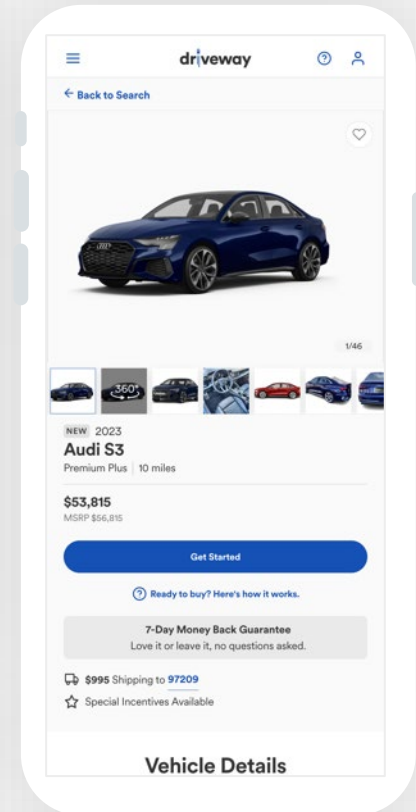 driveway
← Back to Search
1/46
360°
NEW 2023
Audi S3
Premium Plus | 10 miles
$53,815
MSRP $56,815
Get Started
Ready to buy? Here's how it works.
7-Day Money Back Guarantee
Love it or leave it, no questions asked.
$995 Shipping to 97209
Special Incentives Available
Vehicle Details